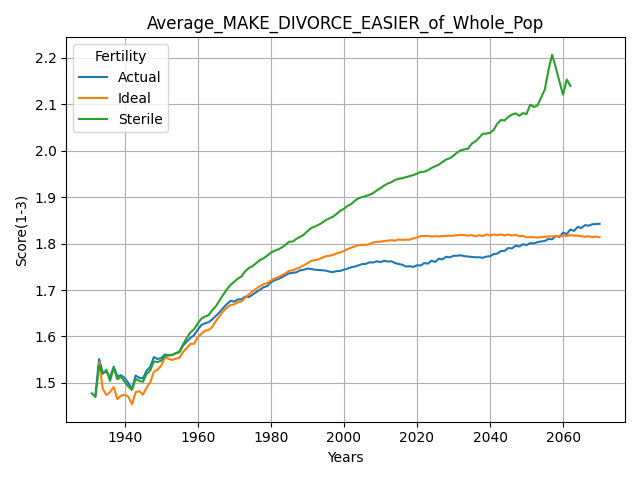 Average_MAKE_DIVORCE_EASIER_of_Whole_Pop
Fertility
Actual
Ideal
Sterile
2.2
2.1
2.0
1.9
1.8
1.7
1.6
1.5
Score(1-3)
1940
1960
1980
2000
2020
2040
2060
Years